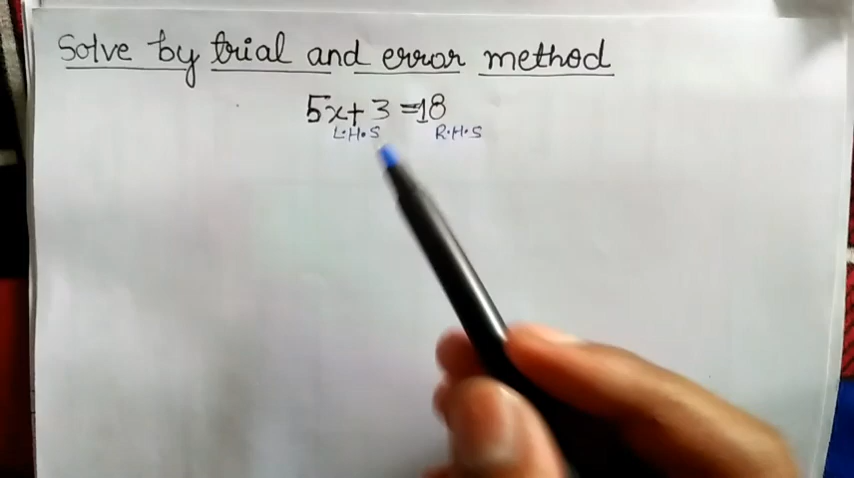 Solve by trial and error method
5x+ 3 =18
L.H.S R.H.S